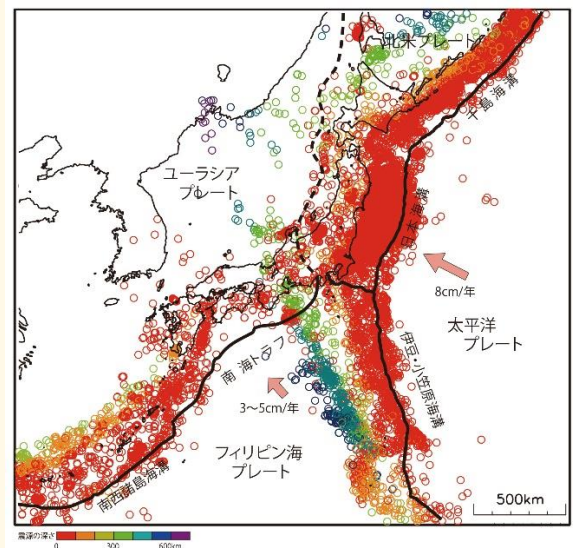 北米プレート
千島海溝
ユーラシア
プレート
日本海溝
8cm/年
太平洋
プレート
南海トラフ
3~5cm/年
伊豆・小笠原海溝
フィリピン海
プレート
南西諸島海溝
500km
震源の深さ
0 300 600km